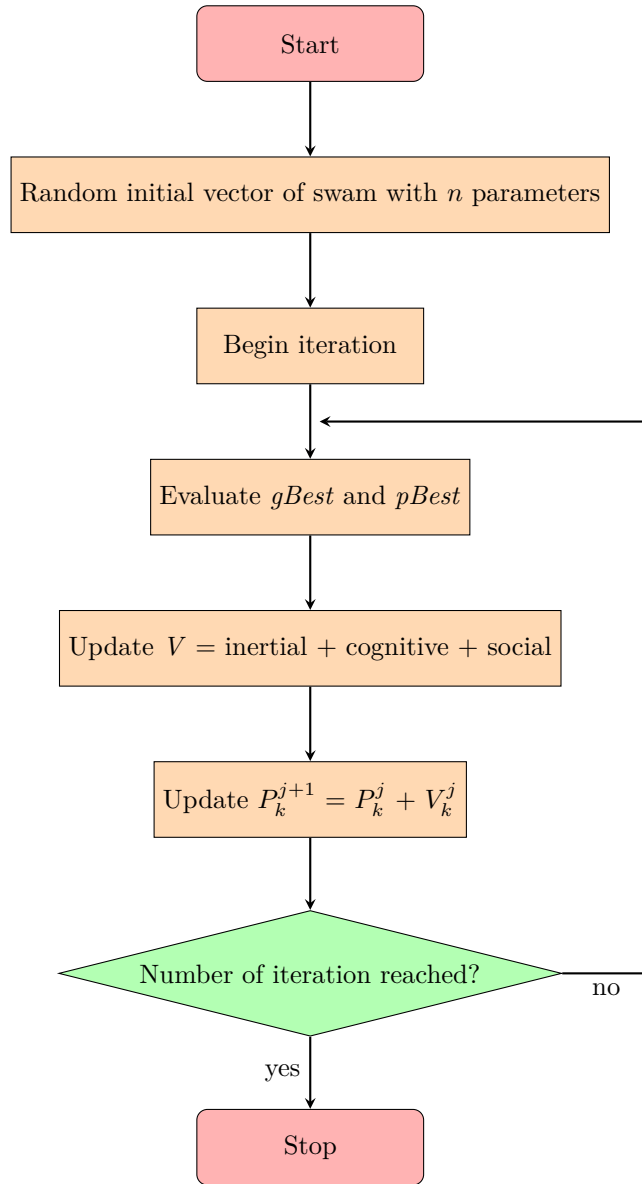 Start
Random initial vector of swam with n parameters
Begin iteration
Evaluate gBest and pBest
Update V = inertial + cognitive + social
Update $P_k^{j+1} = P_k^j + V_k^j$
Number of iteration reached?
no
yes
Stop